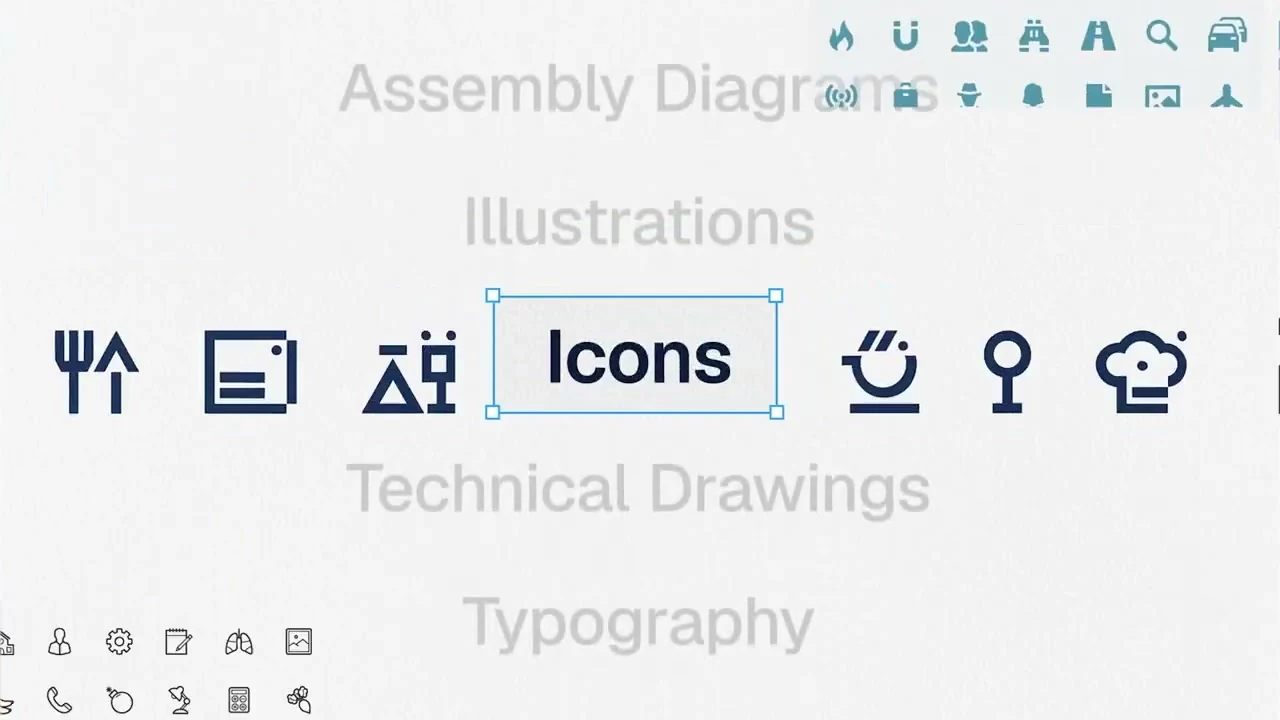 Assembly Diagrams
Illustrations
Icons
Technical Drawings
Typography